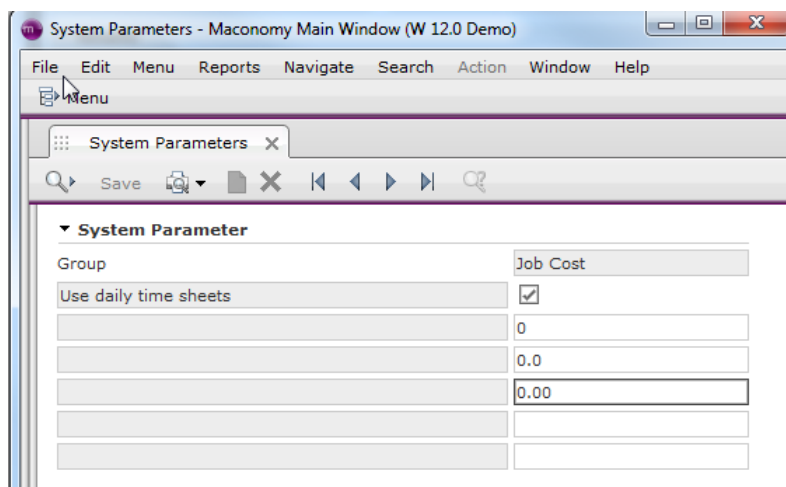 System Parameters - Maconomy Main Window (W 12.0 Demo)
File Edit Menu Reports Navigate Search Action Window Help
Menu
System Parameters
Save
System Parameter
Group Job Cost
Use daily time sheets
0
0.0
0.00